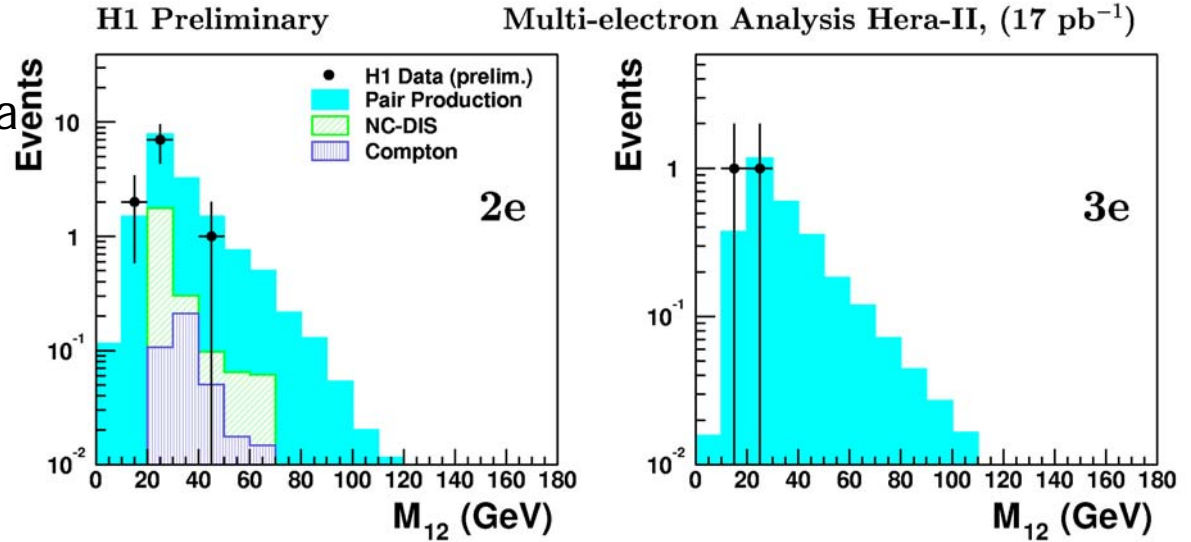 H1 Preliminary
Multi-electron Analysis Hera-II, (17 pb⁻¹)
a
Events
H1 Data (prelim.)
Pair Production
NC-DIS
Compton
2e
10
1
10⁻¹
10⁻²
0 20 40 60 80 100 120 140 160 180
M₁₂ (GeV)
Events
3e
1
10⁻¹
10⁻²
0 20 40 60 80 100 120 140 160 180
M₁₂ (GeV)